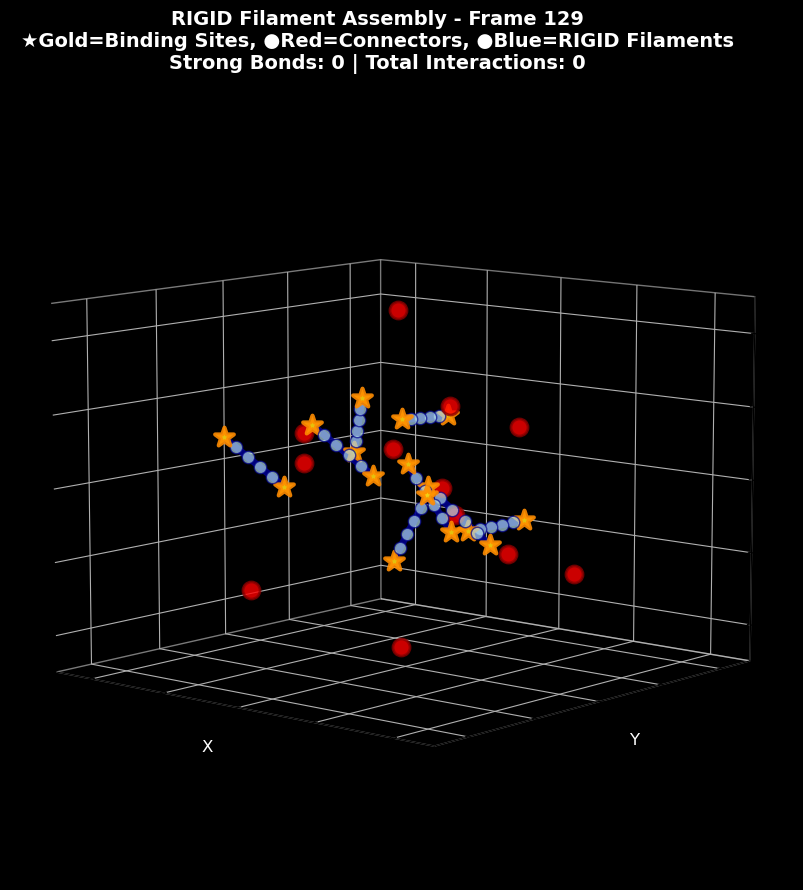 RIGID Filament Assembly - Frame 129
★Gold=Binding Sites, ●Red=Connectors, ●Blue=RIGID Filaments
Strong Bonds: 0 | Total Interactions: 0
X
Y